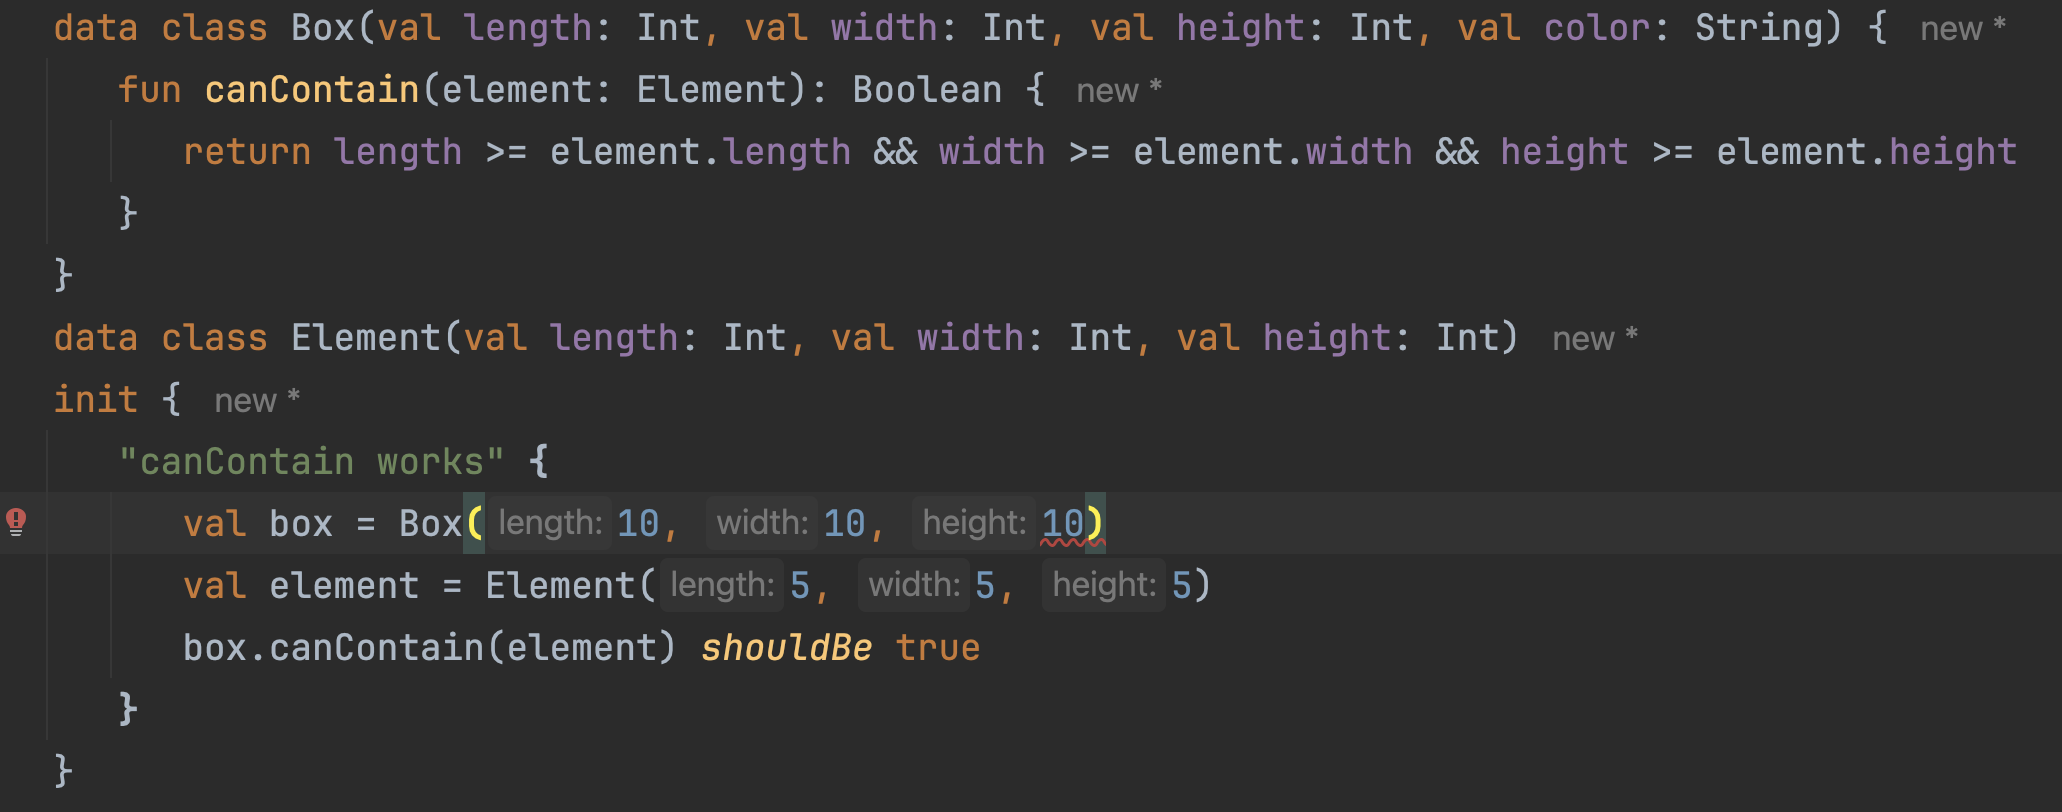 data class Box(val length: Int, val width: Int, val height: Int, val color: String) { new *
fun canContain(element: Element): Boolean { new *
return length >= element.length && width >= element.width && height >= element.height
}
}
data class Element(val length: Int, val width: Int, val height: Int) new *
init { new *
"canContain works" {
val box = Box( length: 10, width: 10, height: 10)
val element = Element( length: 5, width: 5, height: 5)
box.canContain(element) shouldBe true
}
}